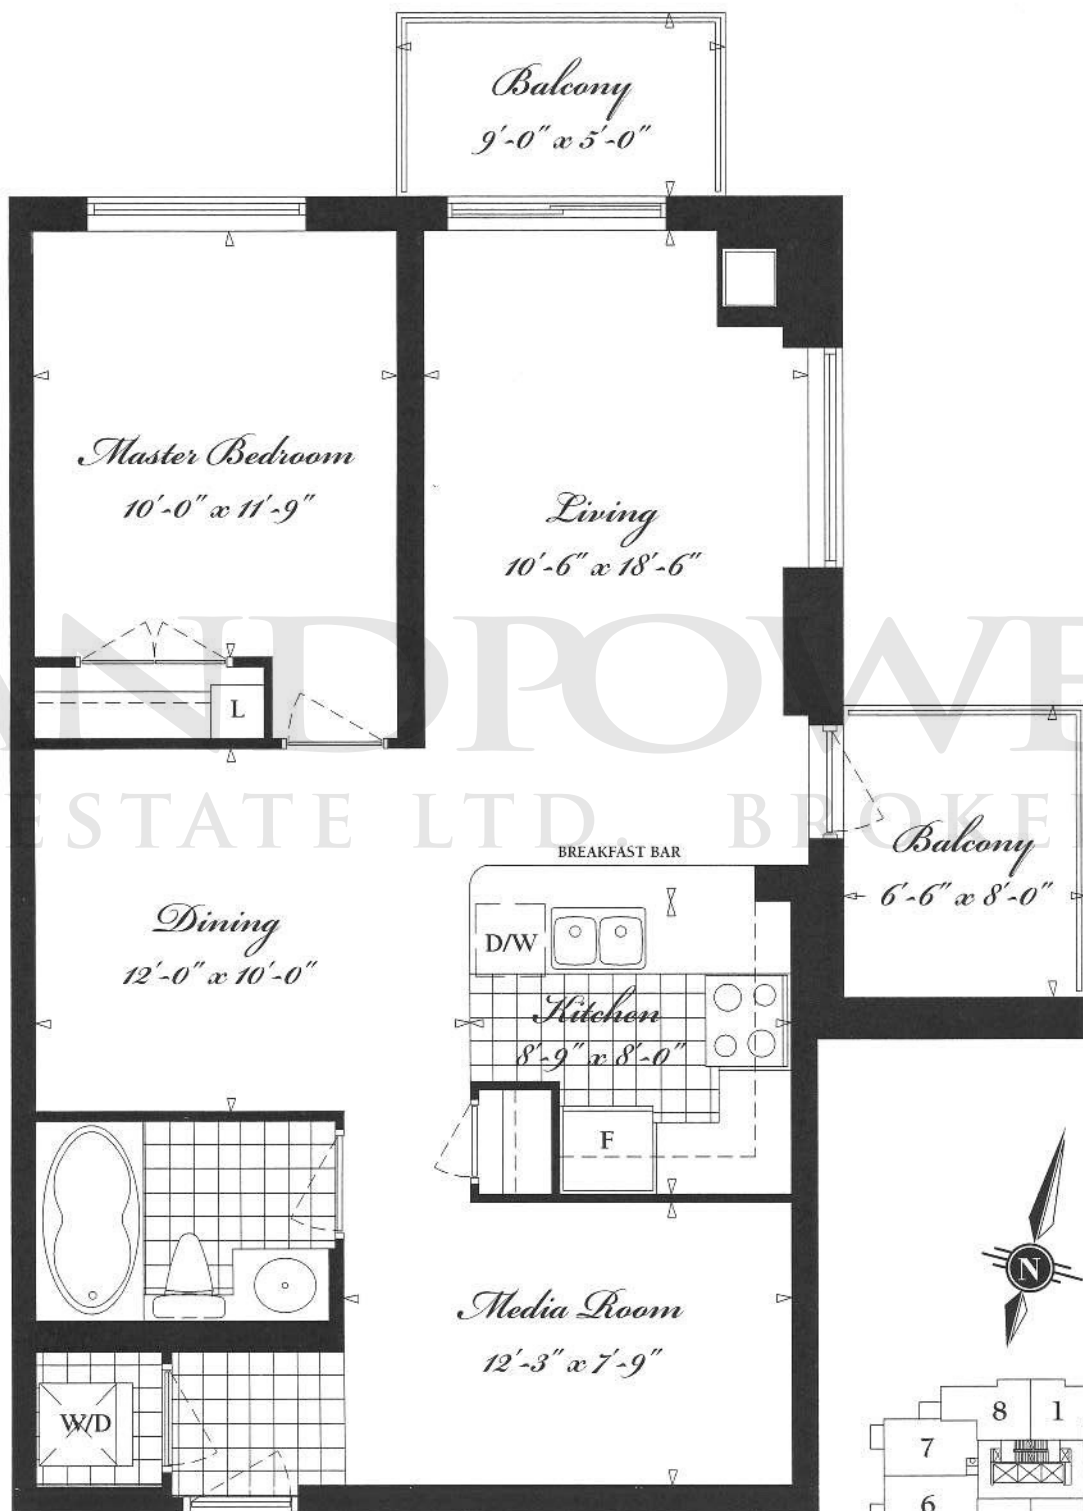 Balcony
9'-0" x 5'-0"
Master Bedroom
10'-0" x 11'-9"
Living
10'-6" x 18'-6"
L
ANDPOWE
ESTATE LTD. BROKE
BREAKFAST BAR
Balcony
6'-6" x 8'-0"
Dining
12'-0" x 10'-0"
D/W
Kitchen
8'-9" x 8'-0"
F
N
Media Room
12'-3" x 7'-9"
W/D
8 1
7
6